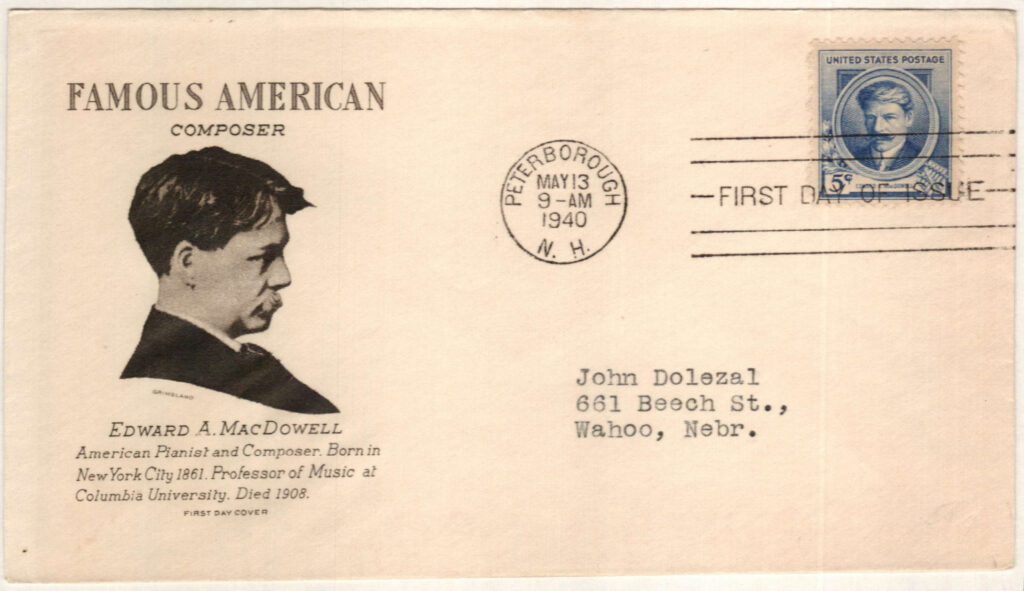 FAMOUS AMERICAN
COMPOSER
GRIMSLAND
EDWARD A. MACDOWELL
American Pianist and Composer. Born in
New York City 1861. Professor of Music at
Columbia University. Died 1908.
FIRST DAY COVER
PETERBOROUGH
MAY 13
9-AM
1940
N. H.
UNITED STATES POSTAGE
5¢
FIRST DAY OF ISSUE
John Dolezal
661 Beech St.,
Wahoo, Nebr.